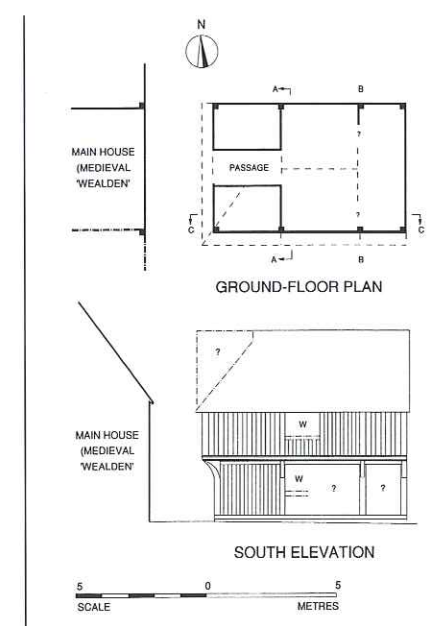 N
A B
MAIN HOUSE
(MEDIEVAL
'WEALDEN'
?
PASSAGE
?
C C
A B
GROUND-FLOOR PLAN
?
W
MAIN HOUSE
(MEDIEVAL
'WEALDEN'
W
? ?
SOUTH ELEVATION
5 0 5
SCALE METRES